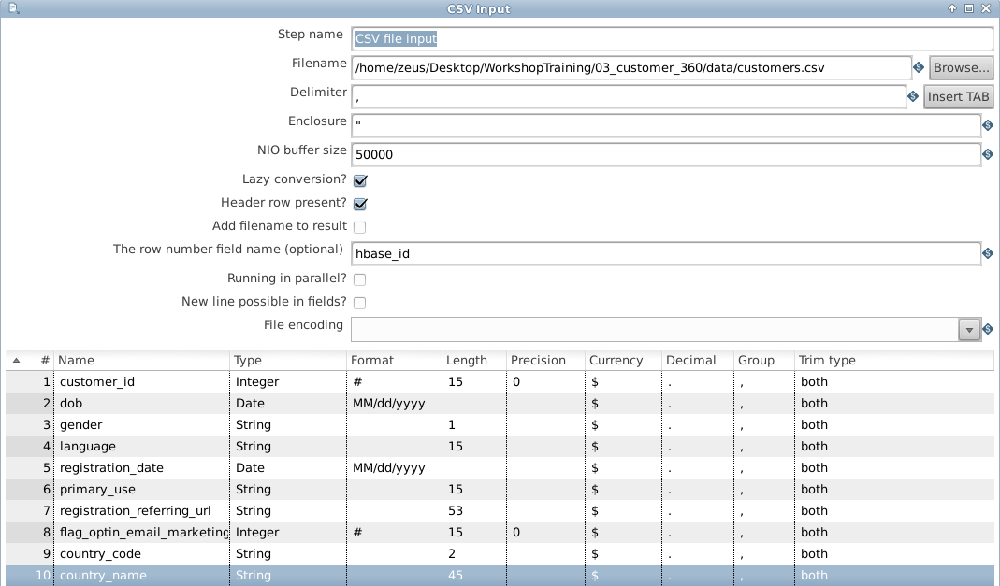 CSV Input
Step name CSV file input
Filename /home/zeus/Desktop/WorkshopTraining/03_customer_360/data/customers.csv Browse...
Delimiter , Insert TAB
Enclosure "
NIO buffer size 50000
Lazy conversion?
Header row present?
Add filename to result
The row number field name (optional) hbase_id
Running in parallel?
New line possible in fields?
File encoding
# Name Type Format Length Precision Currency Decimal Group Trim type
1 customer_id Integer # 15 0 $ . , both
2 dob Date MM/dd/yyyy $ . , both
3 gender String 1 $ . , both
4 language String 15 $ . , both
5 registration_date Date MM/dd/yyyy $ . , both
6 primary_use String 15 $ . , both
7 registration_referring_url String 53 $ . , both
8 flag_optin_email_marketing Integer # 15 0 $ . , both
9 country_code String 2 $ . , both
10 country_name String 45 $ . , both